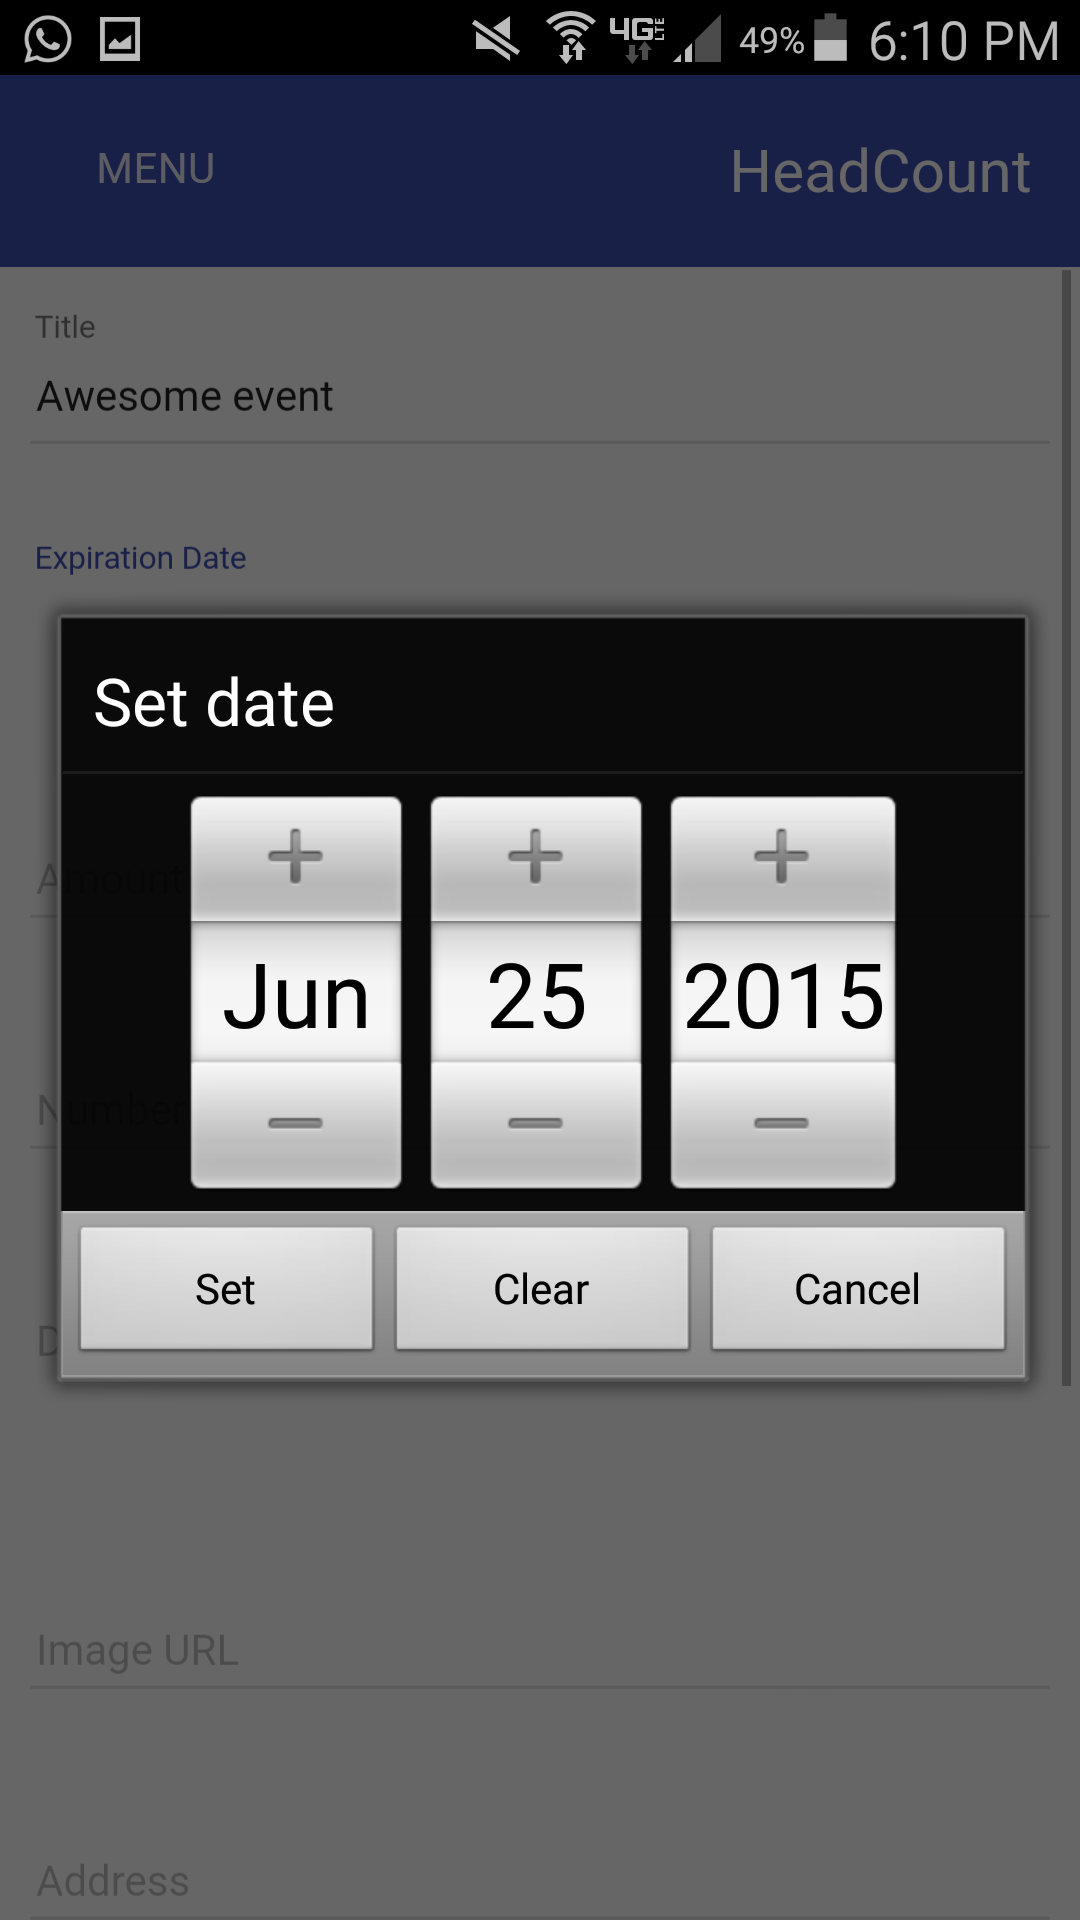 4G LTE 49% 6:10 PM
MENU HeadCount
Title
Awesome event
Expiration Date
Set date
Amount
Jun 25 2015
Number
Set Clear Cancel
Image URL
Address